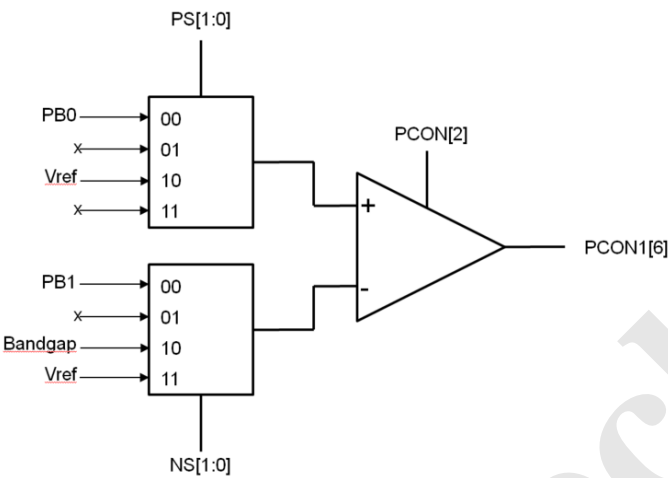 PS[1:0]
PB0
00
x
01
Vref
10
x
11
PCON[2]
+
PCON1[6]
-
PB1
00
x
01
Bandgap
10
Vref
11
NS[1:0]